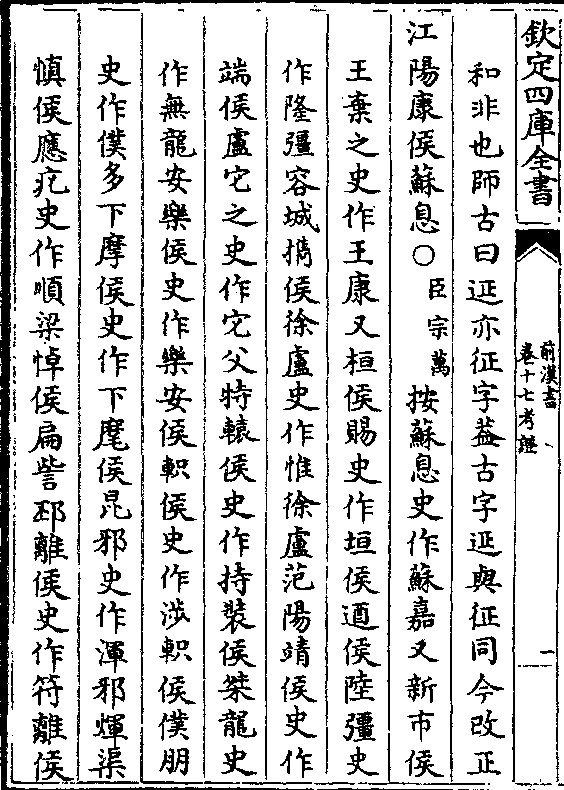 欽定四庫全書
前漢書
卷十七考證
一
和非也師古曰𨒌亦征字葢古字𨒌與征同今改正
江陽康侯蘇息○臣宗萬按蘇息史作蘇嘉又新市侯
王棄之史作王康又桓侯賜史作垣侯遒侯陸彊史
作隆彊容城擕侯徐盧史作惟徐盧范陽靖侯史作
端侯盧它之史作它父特轅侯史作持裝侯桀龍史
作無龍安樂侯史作樂安侯軹侯史作涉軹侯僕朋
史作僕多下摩侯史作下麾侯昆邪史作渾邪煇渠
慎侯應疕史作順梁悼侯扁訾邳離侯史作符離侯